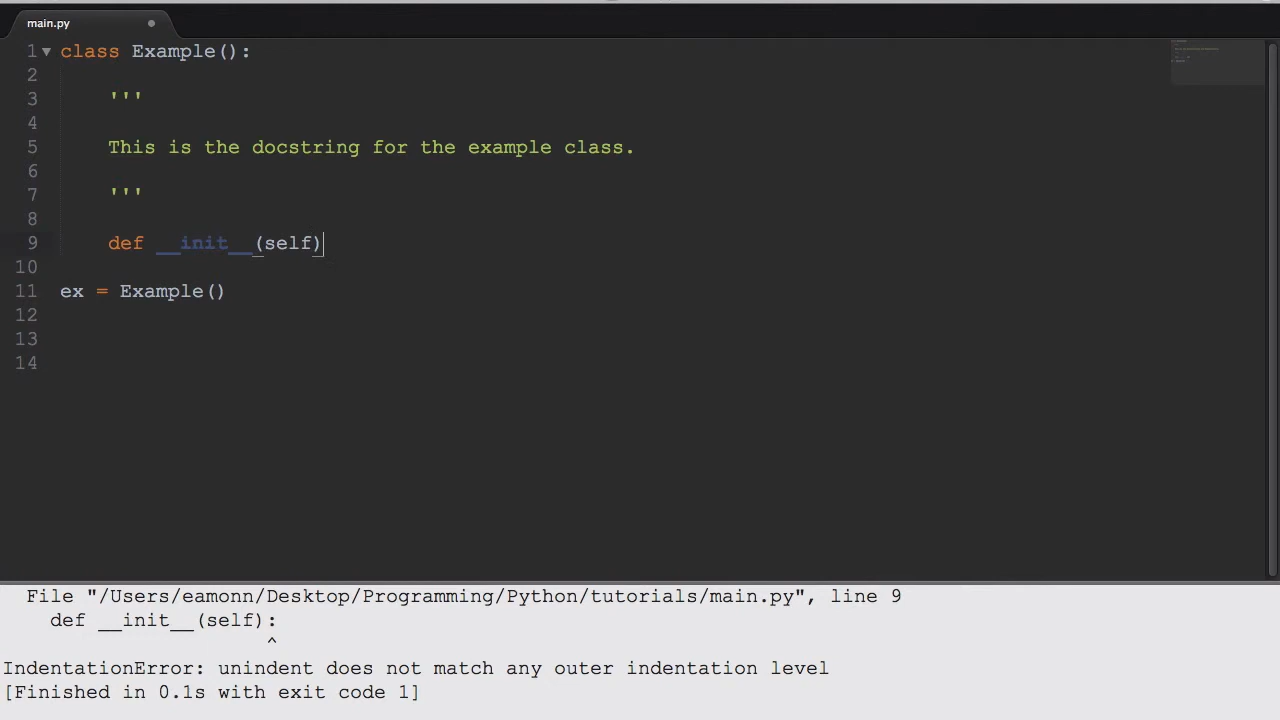 main.py
1 class Example():
2
3 '''
4
5 This is the docstring for the example class.
6
7 '''
8
9 def __init__(self)
10
11 ex = Example()
12
13
14
File "/Users/eamonn/Desktop/Programming/Python/tutorials/main.py", line 9
def __init__(self):
^
IndentationError: unindent does not match any outer indentation level
[Finished in 0.1s with exit code 1]